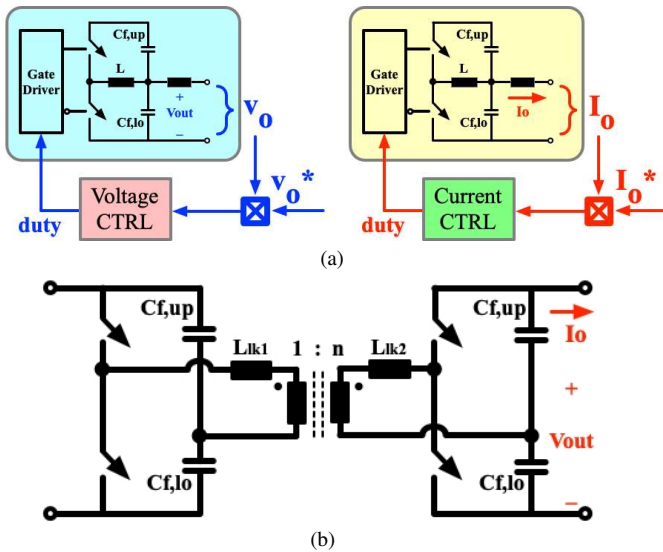 Cf,up
Gate
Driver
L
+
Vout
−
Cf,lo
vo
duty
Voltage
CTRL
vo*
Cf,up
Gate
Driver
L
Io
Cf,lo
Io
duty
Current
CTRL
Io*
(a)
Cf,up
Llk1
1 : n
Llk2
Cf,lo
Cf,up
Io
+
Vout
−
Cf,lo
(b)